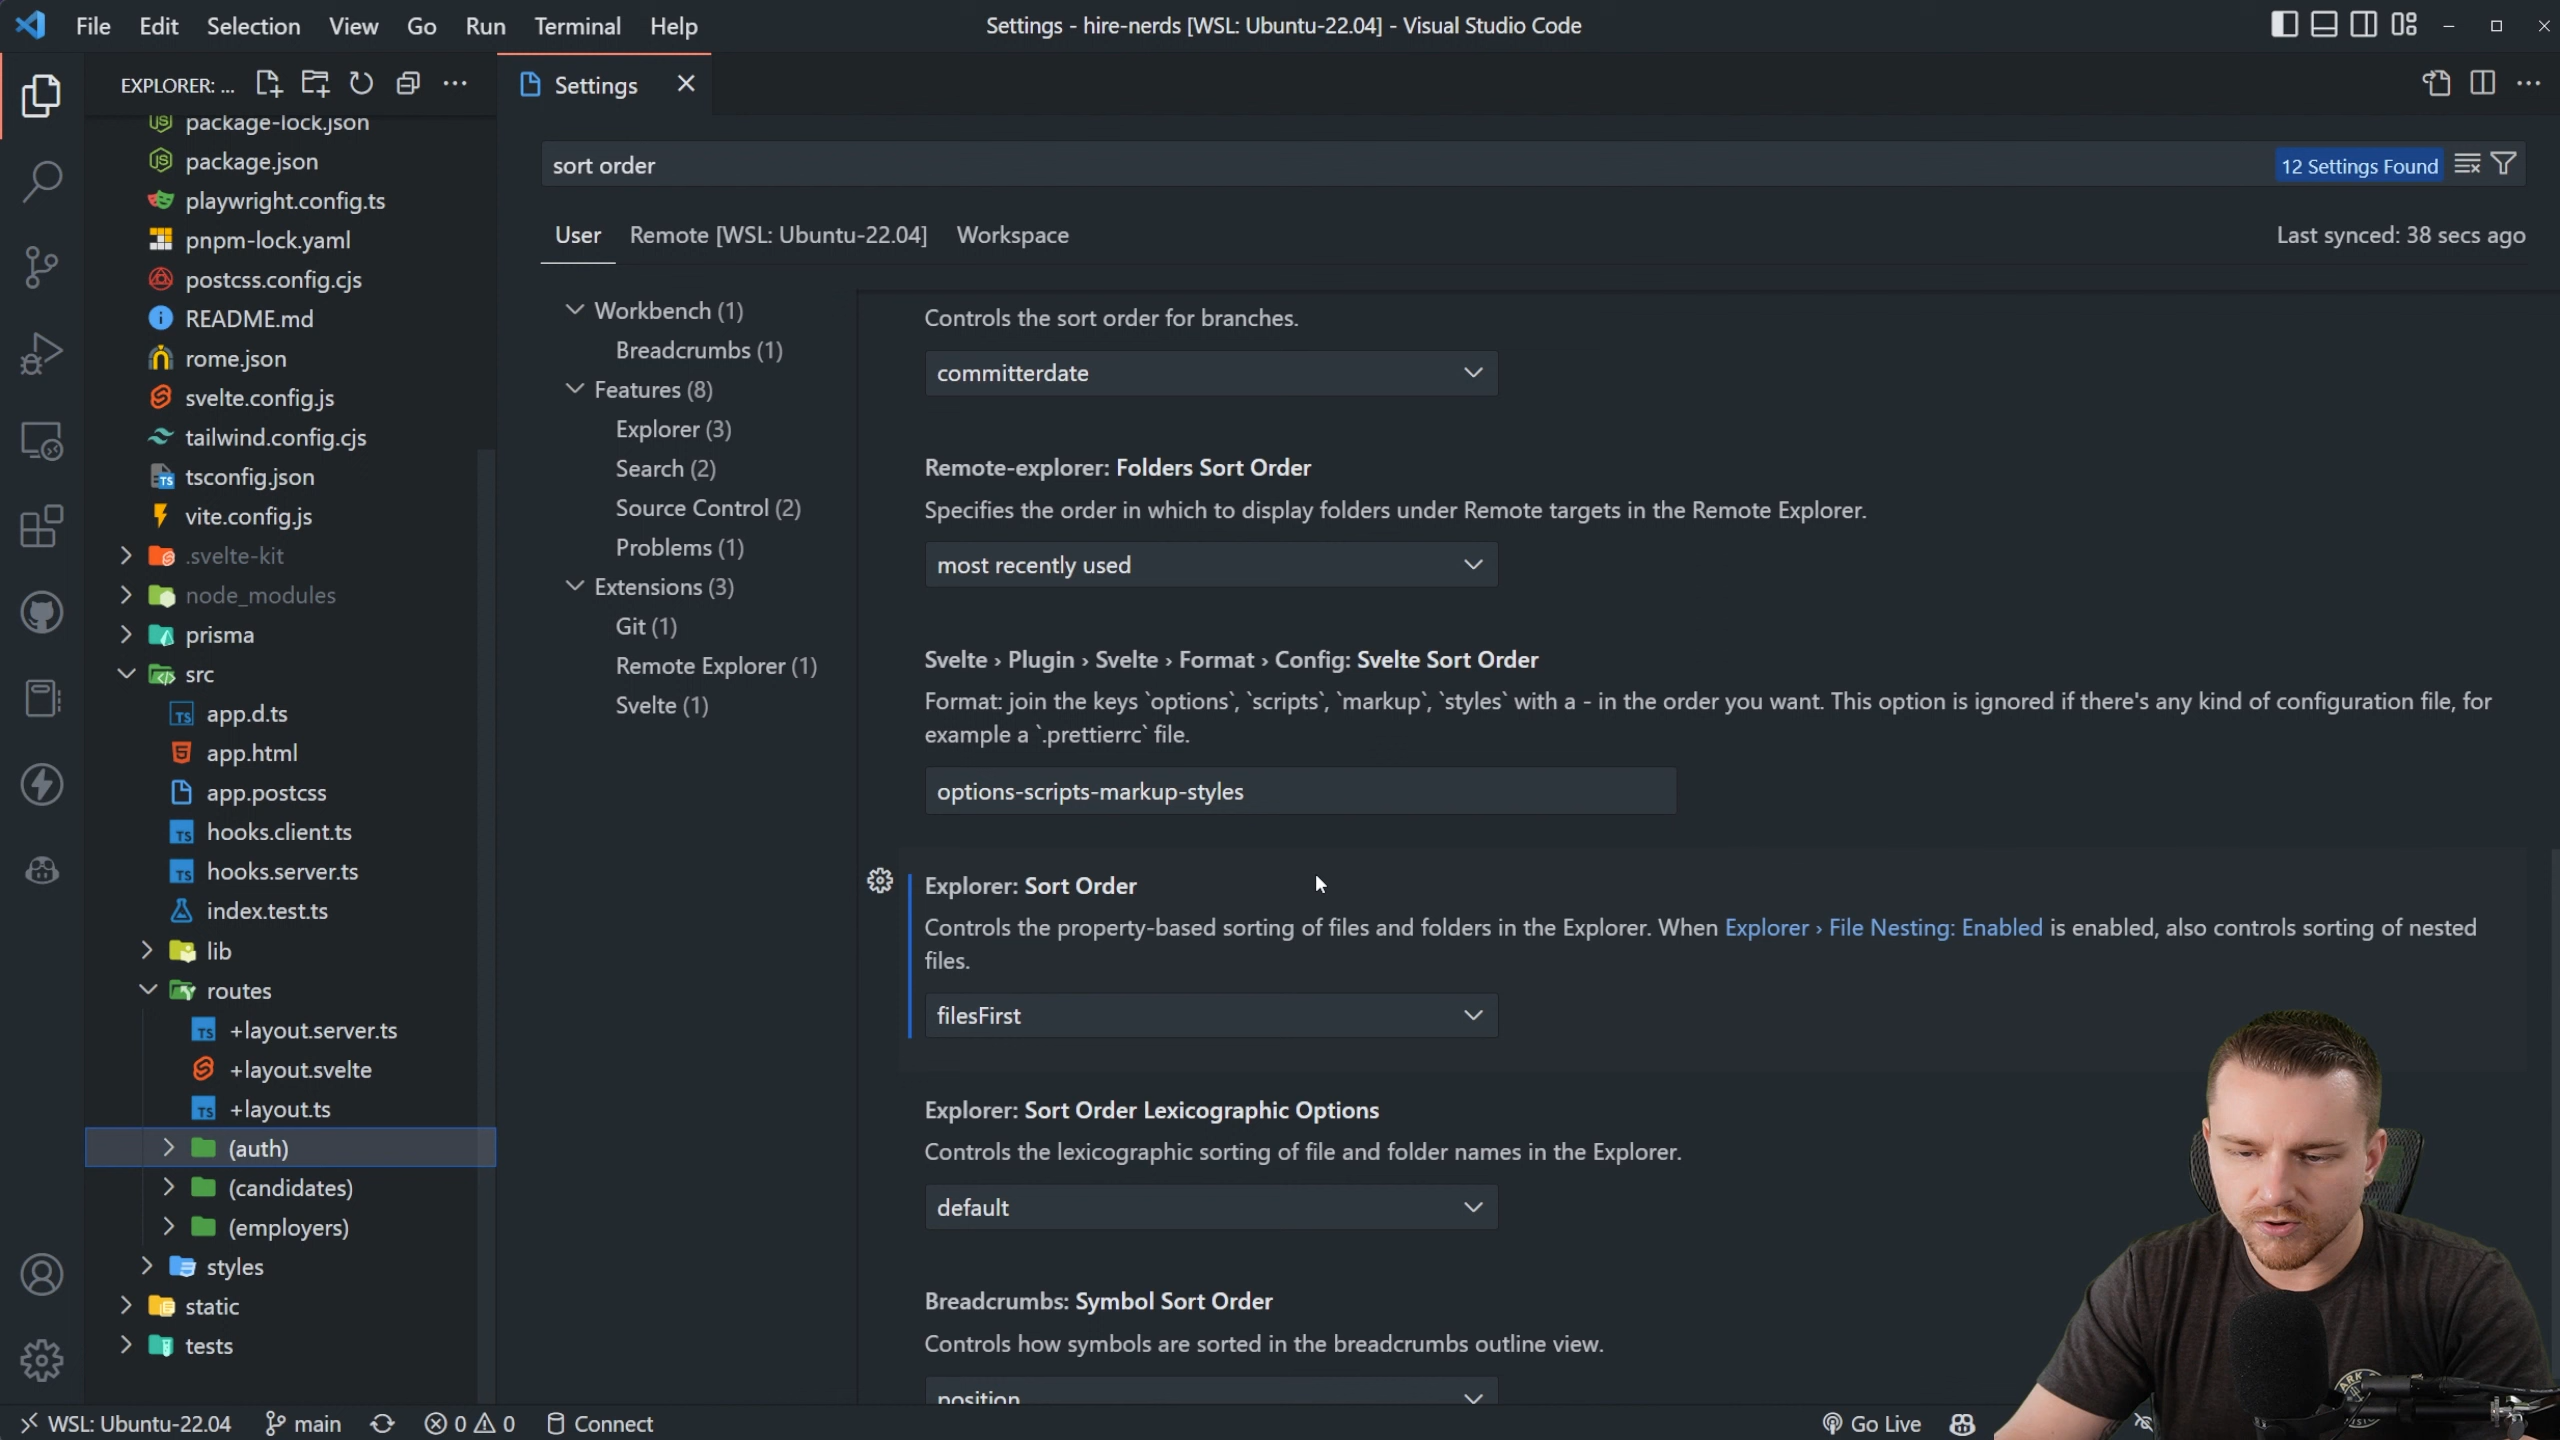 File Edit Selection View Go Run Terminal Help
Settings - hire-nerds [WSL: Ubuntu-22.04] - Visual Studio Code
EXPLORER: ...
Settings
package-lock.json
package.json
playwright.config.ts
pnpm-lock.yaml
postcss.config.cjs
README.md
rome.json
svelte.config.js
tailwind.config.cjs
tsconfig.json
vite.config.js
.svelte-kit
node_modules
prisma
src
app.d.ts
app.html
app.postcss
hooks.client.ts
hooks.server.ts
index.test.ts
lib
routes
+layout.server.ts
+layout.svelte
+layout.ts
(auth)
(candidates)
(employers)
styles
static
tests
sort order
12 Settings Found
User Remote [WSL: Ubuntu-22.04] Workspace
Last synced: 38 secs ago
Workbench (1)
Breadcrumbs (1)
Features (8)
Explorer (3)
Search (2)
Source Control (2)
Problems (1)
Extensions (3)
Git (1)
Remote Explorer (1)
Svelte (1)
Controls the sort order for branches.
committerdate
Remote-explorer: Folders Sort Order
Specifies the order in which to display folders under Remote targets in the Remote Explorer.
most recently used
Svelte › Plugin › Svelte › Format › Config: Svelte Sort Order
Format: join the keys `options`, `scripts`, `markup`, `styles` with a - in the order you want. This option is ignored if there's any kind of configuration file, for
example a `.prettierrc` file.
options-scripts-markup-styles
Explorer: Sort Order
Controls the property-based sorting of files and folders in the Explorer. When Explorer › File Nesting: Enabled is enabled, also controls sorting of nested
files.
filesFirst
Explorer: Sort Order Lexicographic Options
Controls the lexicographic sorting of file and folder names in the Explorer.
default
Breadcrumbs: Symbol Sort Order
Controls how symbols are sorted in the breadcrumbs outline view.
position
WSL: Ubuntu-22.04 main 0 0 Connect
Go Live